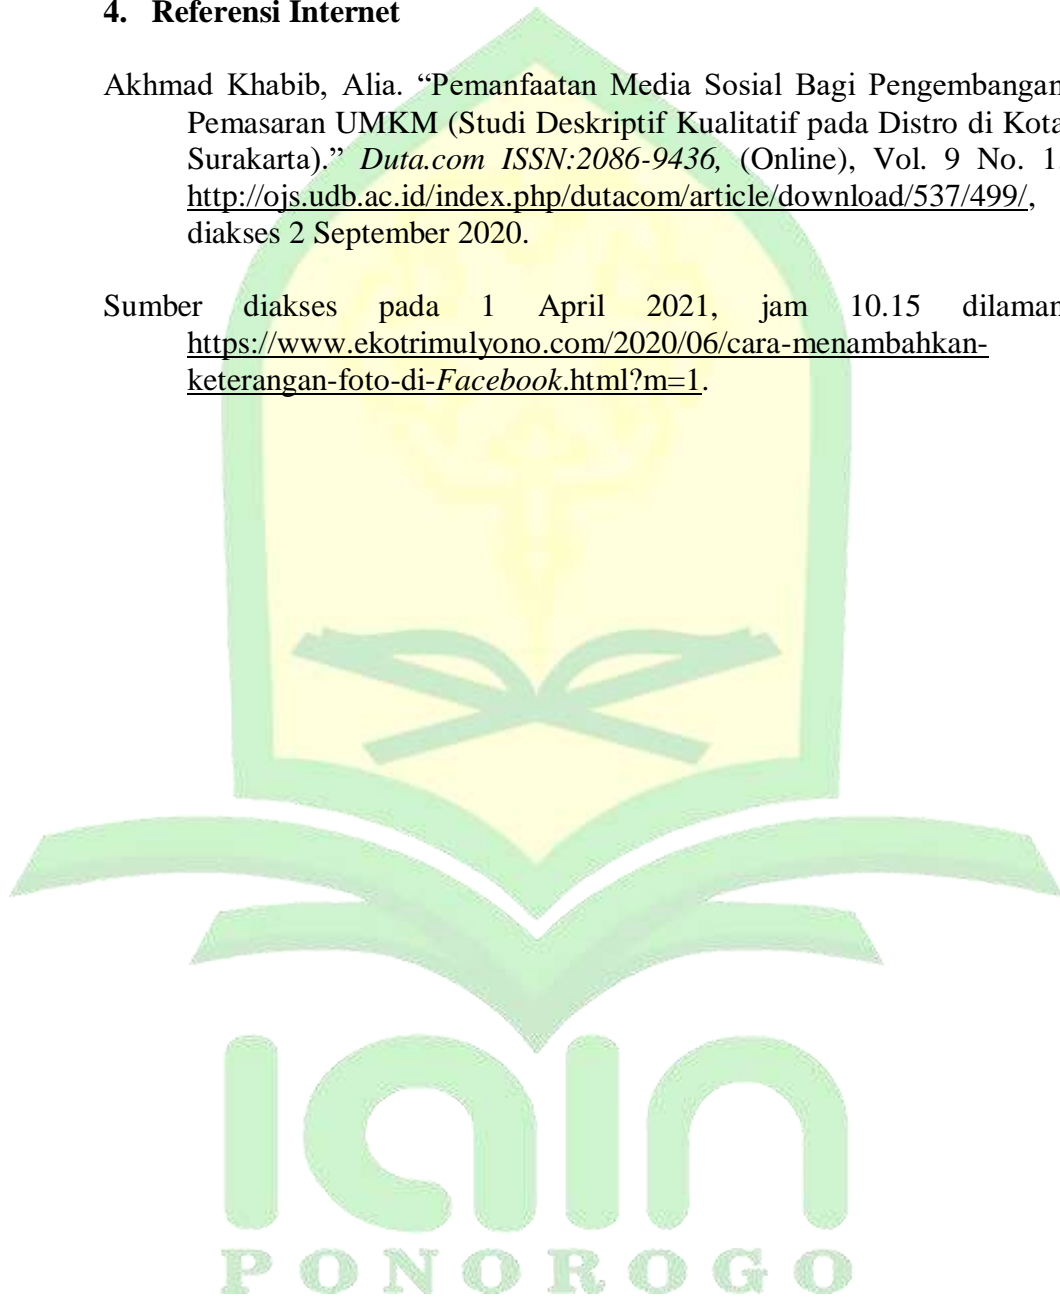 4. Referensi Internet
Akhmad Khabib, Alia. “Pemanfaatan Media Sosial Bagi Pengembangan
Pemasaran UMKM (Studi Deskriptif Kualitatif pada Distro di Kota
Surakarta).” Duta.com ISSN:2086-9436, (Online), Vol. 9 No. 1.
http://ojs.udb.ac.id/index.php/dutacom/article/download/537/499/,
diakses 2 September 2020.
Sumber diakses pada 1 April 2021, jam 10.15 dilaman
https://www.ekotrimulyono.com/2020/06/cara-menambahkan-
keterangan-foto-di-Facebook.html?m=1.
IAIN
PONOROGO